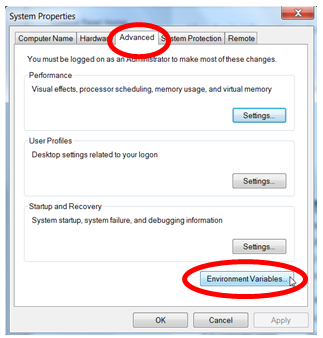 System Properties
Computer Name Hardware Advanced System Protection Remote
You must be logged on as an Administrator to make most of these changes.
Performance
Visual effects, processor scheduling, memory usage, and virtual memory
Settings...
User Profiles
Desktop settings related to your logon
Settings...
Startup and Recovery
System startup, system failure, and debugging information
Settings...
Environment Variables...
OK Cancel Apply